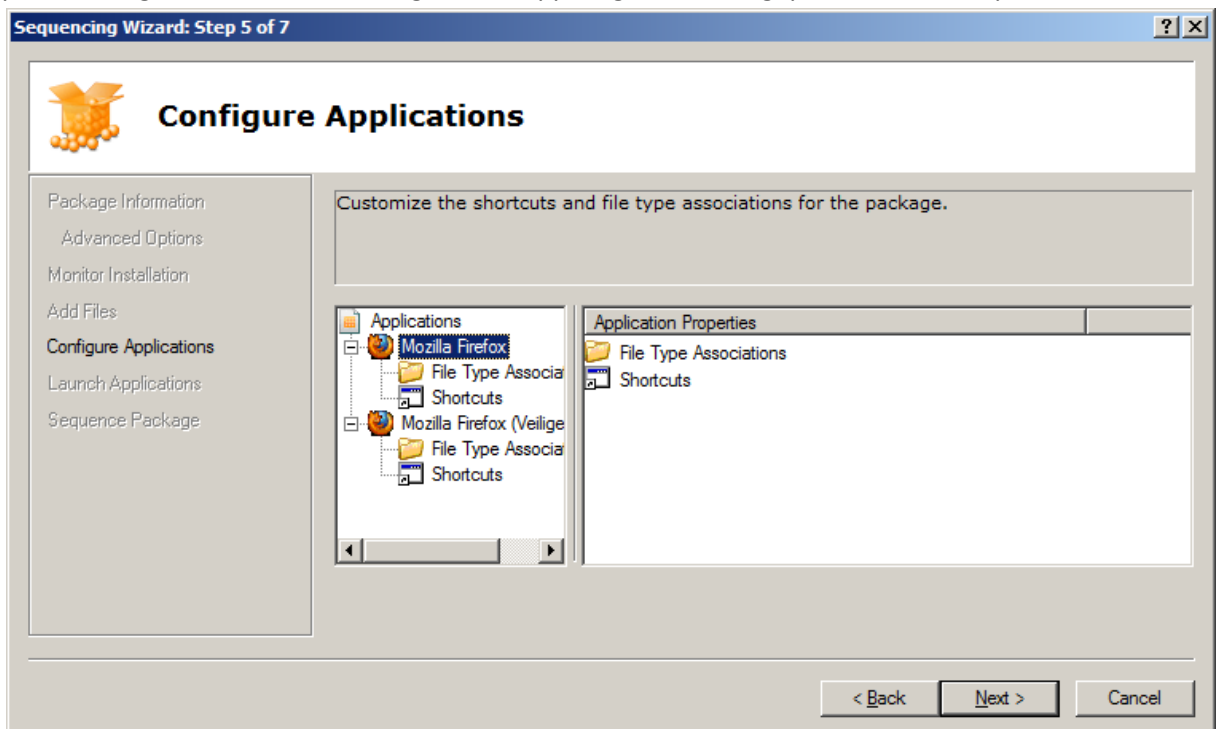 Sequencing Wizard: Step 5 of 7
Configure Applications
Package Information
Advanced Options
Monitor Installation
Add Files
Configure Applications
Launch Applications
Sequence Package
Customize the shortcuts and file type associations for the package.
Applications
Mozilla Firefox
File Type Associa
Shortcuts
Mozilla Firefox (Veilige
File Type Associa
Shortcuts
Application Properties
File Type Associations
Shortcuts
< Back
Next >
Cancel